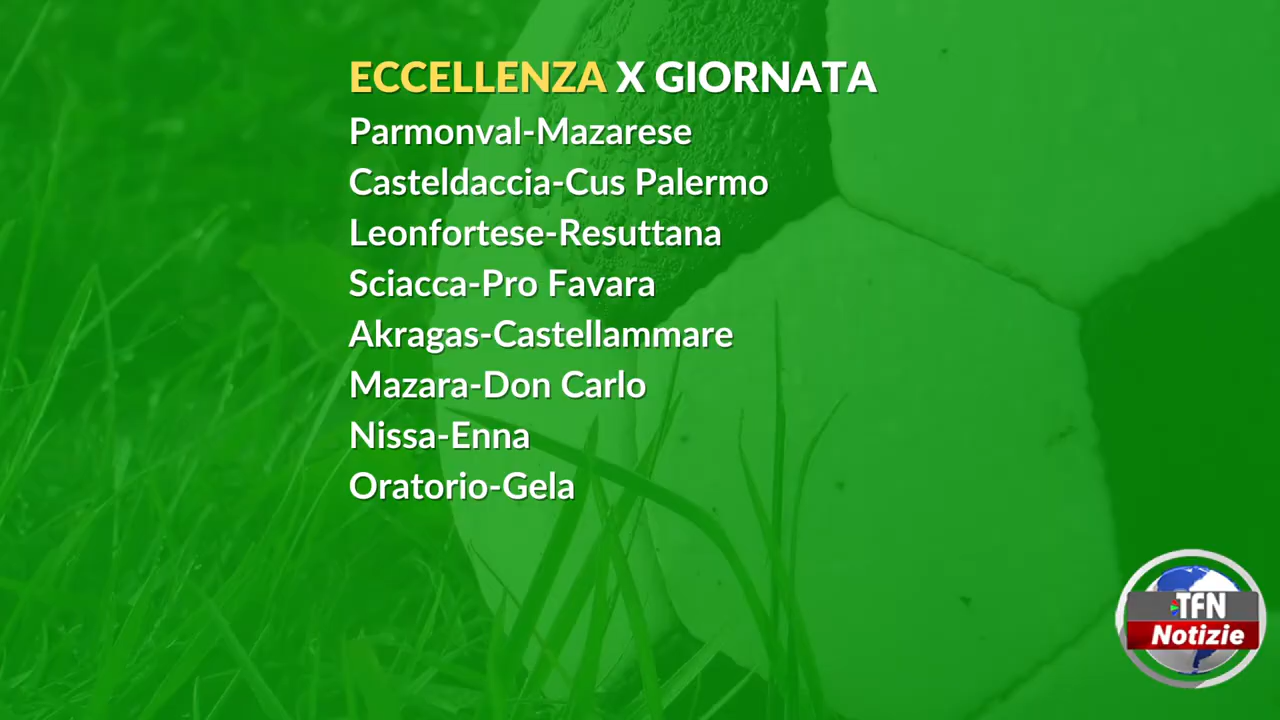 ECCELLENZA X GIORNATA
Parmonval-Mazarese
Casteldaccia-Cus Palermo
Leonfortese-Resuttana
Sciacca-Pro Favara
Akragas-Castellammare
Mazara-Don Carlo
Nissa-Enna
Oratorio-Gela
TFN
Notizie